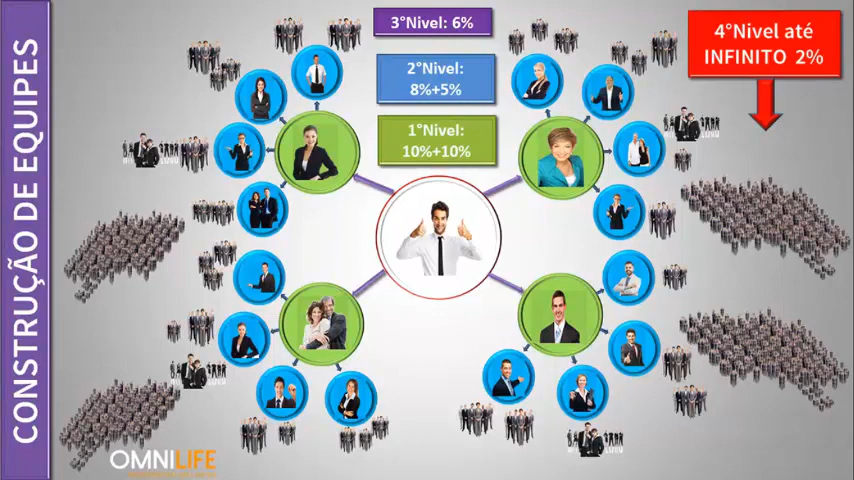 CONSTRUÇÃO DE EQUIPES
3°Nivel: 6%
2°Nivel:
8%+5%
1°Nivel:
10%+10%
4°Nivel até
INFINITO 2%
OMNILIFE